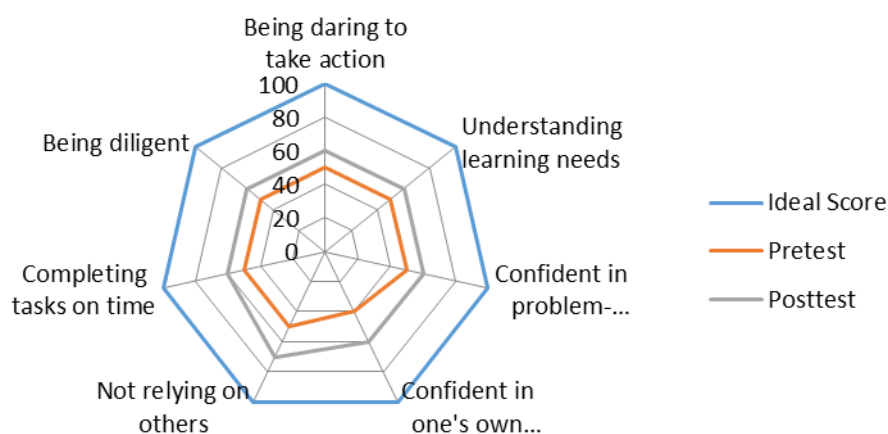 Being daring to
take action
100
80
60
40
20
0
Understanding
learning needs
Confident in
problem-...
Confident in
one's own...
Not relying on
others
Completing
tasks on time
Being diligent
Ideal Score
Pretest
Posttest